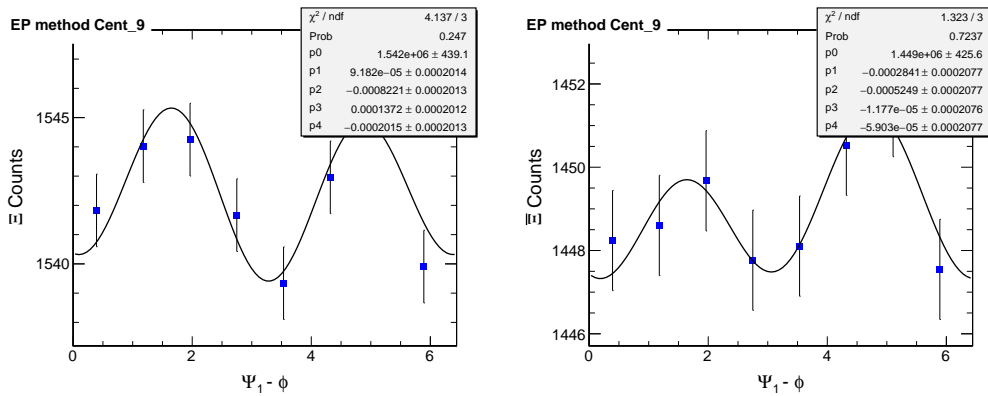 EP method Cent_9
χ² / ndf 4.137 / 3
Prob 0.247
p0 1.542e+06 ± 439.1
p1 9.182e−05 ± 0.0002014
p2 −0.0008221 ± 0.0002013
p3 0.0001372 ± 0.0002012
p4 −0.0002015 ± 0.0002013
Ξ Counts
1545
1540
0 2 4 6
Ψ₁ - ϕ
EP method Cent_9
χ² / ndf 1.323 / 3
Prob 0.7237
p0 1.449e+06 ± 425.6
p1 −0.0002841 ± 0.0002077
p2 −0.0005249 ± 0.0002077
p3 −1.177e−05 ± 0.0002076
p4 −5.903e−05 ± 0.0002077
Ξ̅ Counts
1452
1450
1448
1446
0 2 4 6
Ψ₁ - ϕ